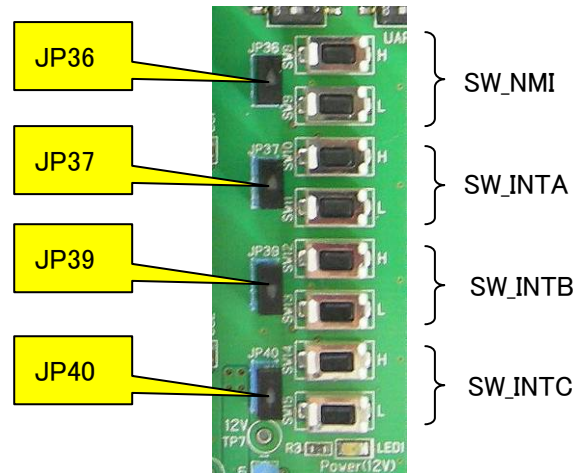 JP36
JP37
JP39
JP40
UAR
JP36
SW8
H
SW9
L
JP37
SW10
H
SW11
L
SW12
H
SW13
L
JP40
SW14
H
SW15
L
12V
TP7
R3
LED1
Power(12V)
SW_NMI
SW_INTA
SW_INTB
SW_INTC